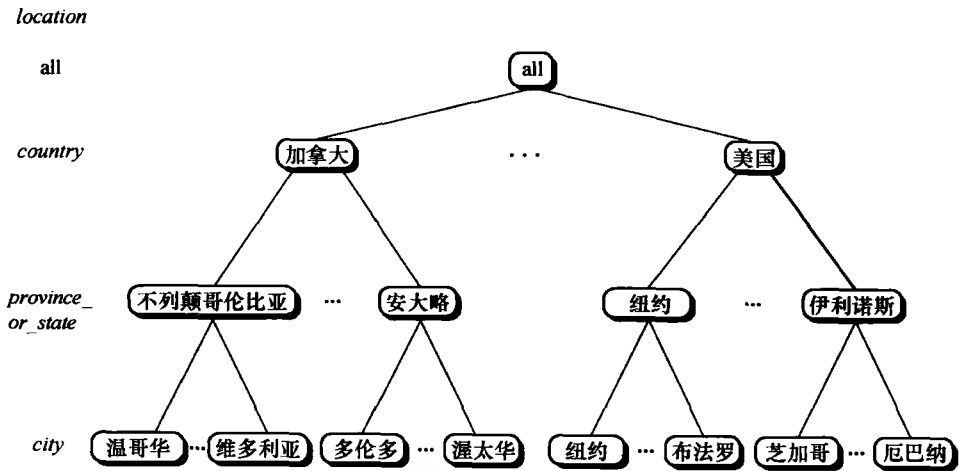 location
all
all
country
加拿大
...
美国
province_
or_state
不列颠哥伦比亚
...
安大略
纽约
...
伊利诺斯
city
温哥华
...
维多利亚
多伦多
...
渥太华
纽约
...
布法罗
芝加哥
...
厄巴纳